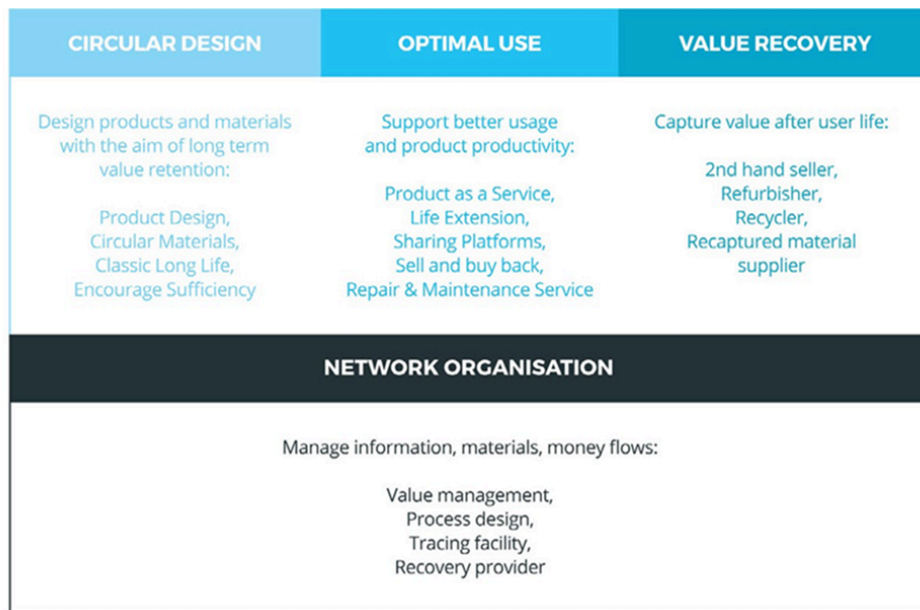 CIRCULAR DESIGN
Design products and materials
with the aim of long term
value retention:
Product Design,
Circular Materials,
Classic Long Life,
Encourage Sufficiency
OPTIMAL USE
Support better usage
and product productivity:
Product as a Service,
Life Extension,
Sharing Platforms,
Sell and buy back,
Repair & Maintenance Service
VALUE RECOVERY
Capture value after user life:
2nd hand seller,
Refurbisher,
Recycler,
Recaptured material
supplier
NETWORK ORGANISATION
Manage information, materials, money flows:
Value management,
Process design,
Tracing facility,
Recovery provider